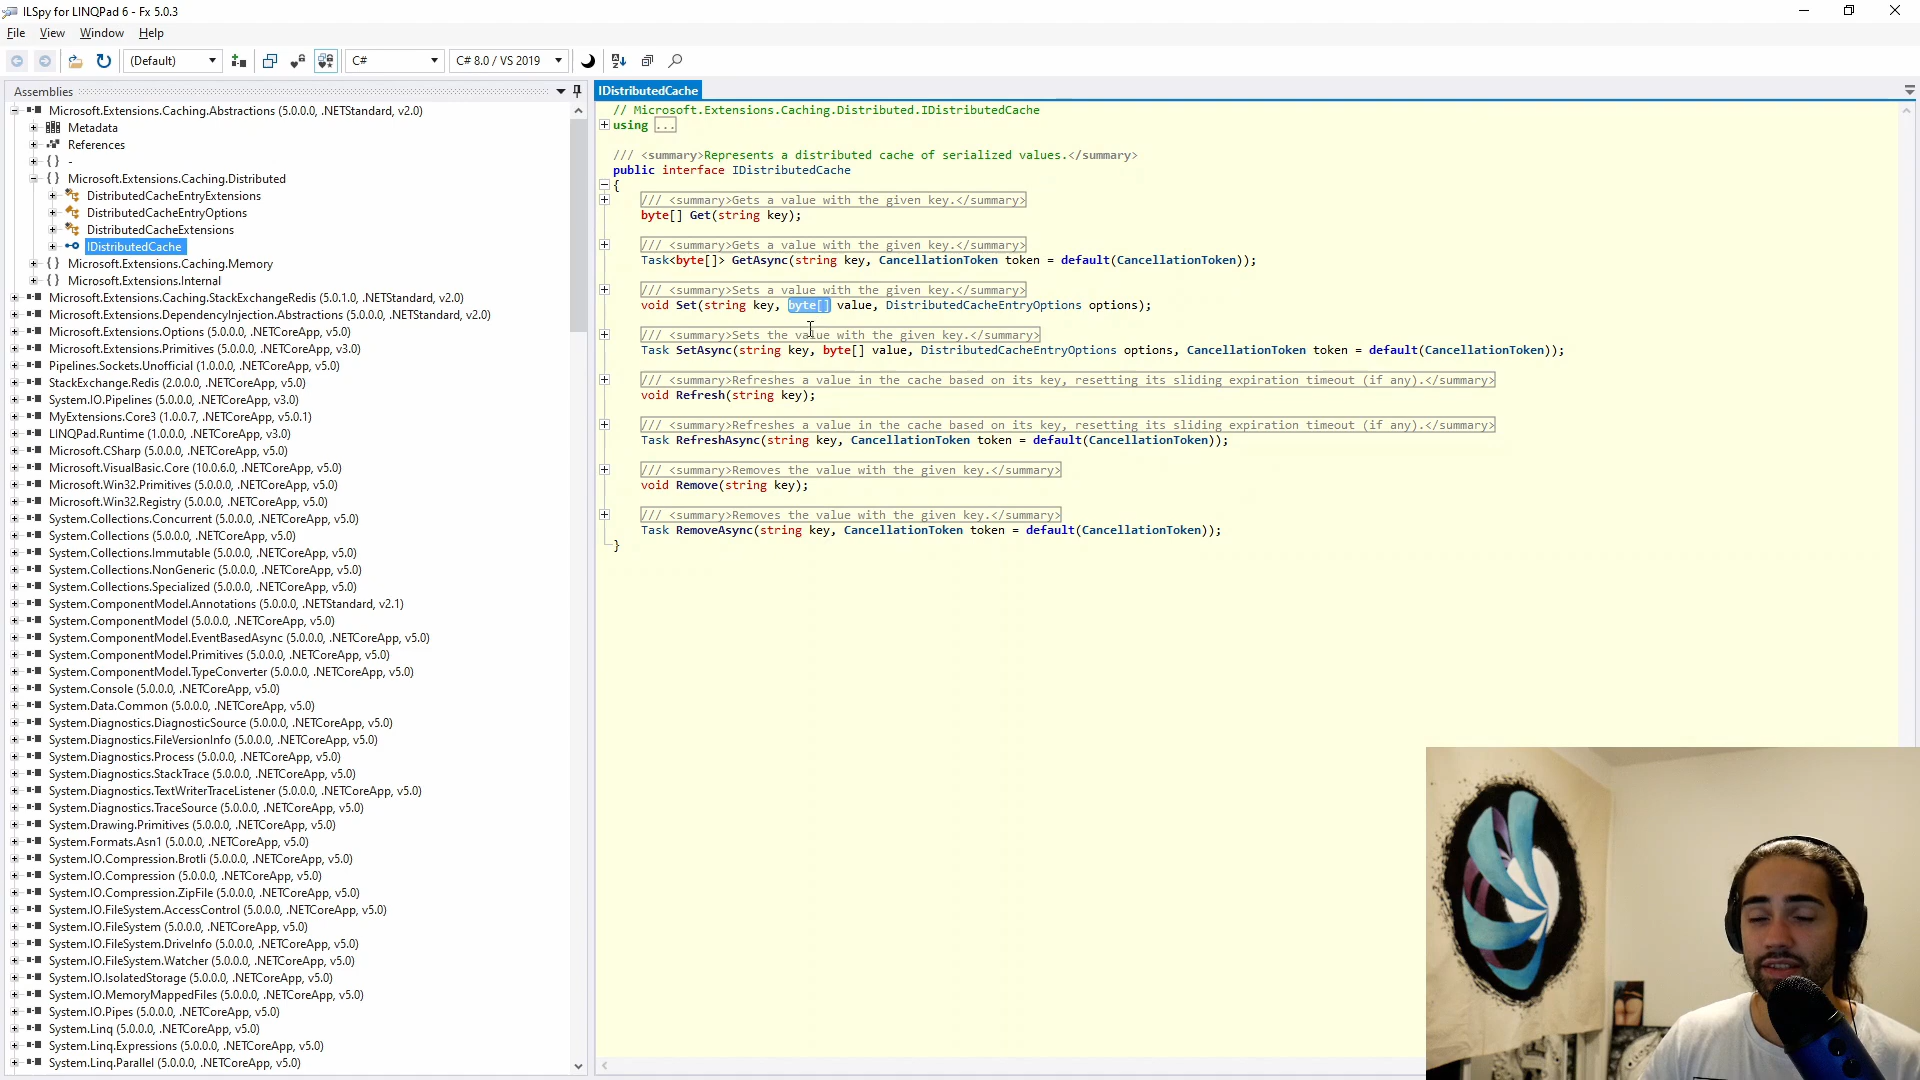 ILSpy for LINQPad 6 - Fx 5.0.3
File View Window Help
(Default) C# C# 8.0 / VS 2019
Assemblies
Microsoft.Extensions.Caching.Abstractions (5.0.0.0, .NETStandard, v2.0)
Metadata
References
{ } -
{ } Microsoft.Extensions.Caching.Distributed
DistributedCacheEntryExtensions
DistributedCacheEntryOptions
DistributedCacheExtensions
IDistributedCache
{ } Microsoft.Extensions.Caching.Memory
{ } Microsoft.Extensions.Internal
Microsoft.Extensions.Caching.StackExchangeRedis (5.0.1.0, .NETStandard, v2.0)
Microsoft.Extensions.DependencyInjection.Abstractions (5.0.0.0, .NETStandard, v2.0)
Microsoft.Extensions.Options (5.0.0.0, .NETCoreApp, v5.0)
Microsoft.Extensions.Primitives (5.0.0.0, .NETCoreApp, v3.0)
Pipelines.Sockets.Unofficial (1.0.0.0, .NETCoreApp, v5.0)
StackExchange.Redis (2.0.0.0, .NETCoreApp, v5.0)
System.IO.Pipelines (5.0.0.0, .NETCoreApp, v3.0)
MyExtensions.Core3 (1.0.0.7, .NETCoreApp, v5.0.1)
LINQPad.Runtime (1.0.0.0, .NETCoreApp, v3.0)
Microsoft.CSharp (5.0.0.0, .NETCoreApp, v5.0)
Microsoft.VisualBasic.Core (10.0.6.0, .NETCoreApp, v5.0)
Microsoft.Win32.Primitives (5.0.0.0, .NETCoreApp, v5.0)
Microsoft.Win32.Registry (5.0.0.0, .NETCoreApp, v5.0)
System.Collections.Concurrent (5.0.0.0, .NETCoreApp, v5.0)
System.Collections (5.0.0.0, .NETCoreApp, v5.0)
System.Collections.Immutable (5.0.0.0, .NETCoreApp, v5.0)
System.Collections.NonGeneric (5.0.0.0, .NETCoreApp, v5.0)
System.Collections.Specialized (5.0.0.0, .NETCoreApp, v5.0)
System.ComponentModel.Annotations (5.0.0.0, .NETStandard, v2.1)
System.ComponentModel (5.0.0.0, .NETCoreApp, v5.0)
System.ComponentModel.EventBasedAsync (5.0.0.0, .NETCoreApp, v5.0)
System.ComponentModel.Primitives (5.0.0.0, .NETCoreApp, v5.0)
System.ComponentModel.TypeConverter (5.0.0.0, .NETCoreApp, v5.0)
System.Console (5.0.0.0, .NETCoreApp, v5.0)
System.Data.Common (5.0.0.0, .NETCoreApp, v5.0)
System.Diagnostics.DiagnosticSource (5.0.0.0, .NETCoreApp, v5.0)
System.Diagnostics.FileVersionInfo (5.0.0.0, .NETCoreApp, v5.0)
System.Diagnostics.Process (5.0.0.0, .NETCoreApp, v5.0)
System.Diagnostics.StackTrace (5.0.0.0, .NETCoreApp, v5.0)
System.Diagnostics.TextWriterTraceListener (5.0.0.0, .NETCoreApp, v5.0)
System.Diagnostics.TraceSource (5.0.0.0, .NETCoreApp, v5.0)
System.Drawing.Primitives (5.0.0.0, .NETCoreApp, v5.0)
System.Formats.Asn1 (5.0.0.0, .NETCoreApp, v5.0)
System.IO.Compression.Brotli (5.0.0.0, .NETCoreApp, v5.0)
System.IO.Compression (5.0.0.0, .NETCoreApp, v5.0)
System.IO.Compression.ZipFile (5.0.0.0, .NETCoreApp, v5.0)
System.IO.FileSystem.AccessControl (5.0.0.0, .NETCoreApp, v5.0)
System.IO.FileSystem (5.0.0.0, .NETCoreApp, v5.0)
System.IO.FileSystem.DriveInfo (5.0.0.0, .NETCoreApp, v5.0)
System.IO.FileSystem.Watcher (5.0.0.0, .NETCoreApp, v5.0)
System.IO.IsolatedStorage (5.0.0.0, .NETCoreApp, v5.0)
System.IO.MemoryMappedFiles (5.0.0.0, .NETCoreApp, v5.0)
System.IO.Pipes (5.0.0.0, .NETCoreApp, v5.0)
System.Linq (5.0.0.0, .NETCoreApp, v5.0)
System.Linq.Expressions (5.0.0.0, .NETCoreApp, v5.0)
System.Linq.Parallel (5.0.0.0, .NETCoreApp, v5.0)
IDistributedCache
// Microsoft.Extensions.Caching.Distributed.IDistributedCache
using ...
/// <summary>Represents a distributed cache of serialized values.</summary>
public interface IDistributedCache
{
/// <summary>Gets a value with the given key.</summary>
byte[] Get(string key);
/// <summary>Gets a value with the given key.</summary>
Task<byte[]> GetAsync(string key, CancellationToken token = default(CancellationToken));
/// <summary>Sets a value with the given key.</summary>
void Set(string key, byte[] value, DistributedCacheEntryOptions options);
/// <summary>Sets the value with the given key.</summary>
Task SetAsync(string key, byte[] value, DistributedCacheEntryOptions options, CancellationToken token = default(CancellationToken));
/// <summary>Refreshes a value in the cache based on its key, resetting its sliding expiration timeout (if any).</summary>
void Refresh(string key);
/// <summary>Refreshes a value in the cache based on its key, resetting its sliding expiration timeout (if any).</summary>
Task RefreshAsync(string key, CancellationToken token = default(CancellationToken));
/// <summary>Removes the value with the given key.</summary>
void Remove(string key);
/// <summary>Removes the value with the given key.</summary>
Task RemoveAsync(string key, CancellationToken token = default(CancellationToken));
}